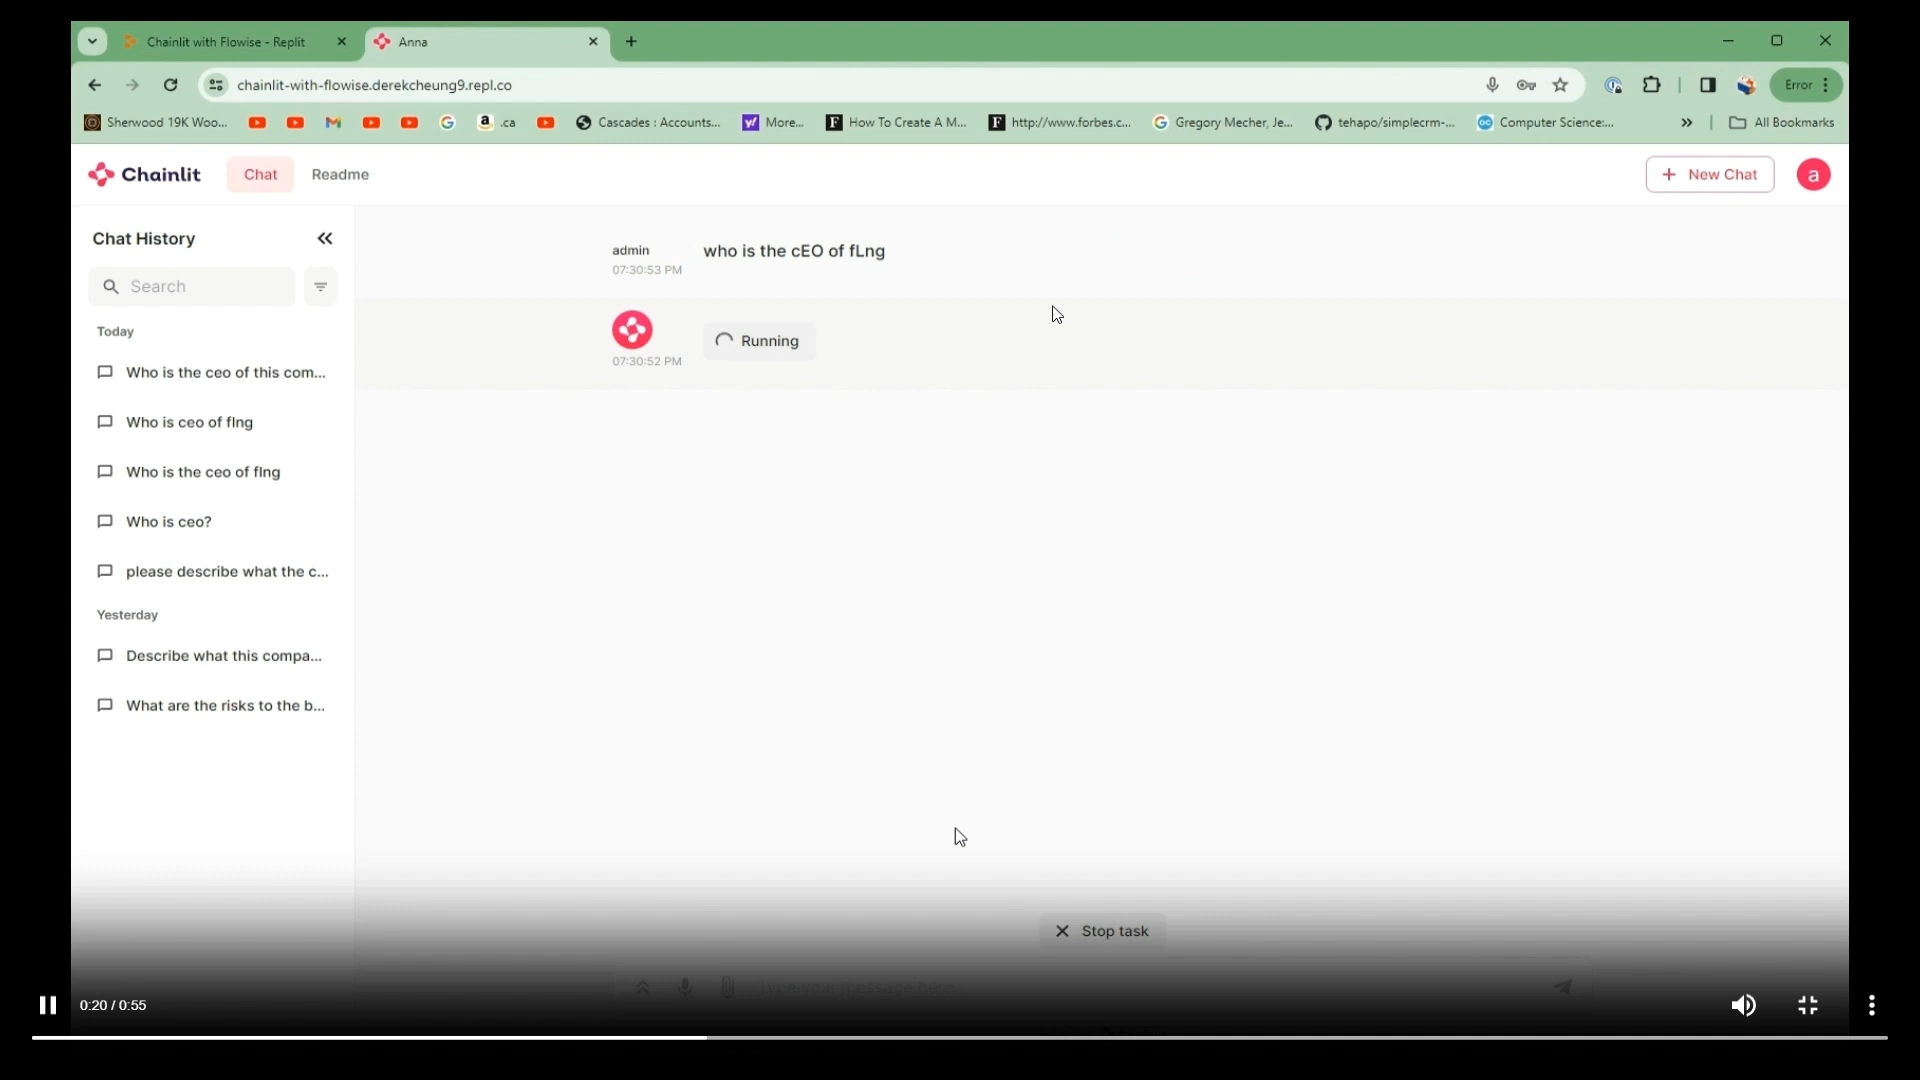 Chainlit with Flowise - Replit
Anna
chainlit-with-flowise.derekcheung9.repl.co
Error
Sherwood 19K Woo...
.ca
Cascades : Accounts...
More...
How To Create A M...
http://www.forbes.c...
Gregory Mecher, Je...
tehapo/simplecrm-...
Computer Science:...
All Bookmarks
Chainlit
Chat
Readme
New Chat
a
Chat History
Search
Today
Who is the ceo of this com...
Who is ceo of flng
Who is the ceo of flng
Who is ceo?
please describe what the c...
Yesterday
Describe what this compa...
What are the risks to the b...
admin
07:30:53 PM
who is the cEO of fLng
07:30:52 PM
Running
Stop task
Type your message here...
0:20 / 0:55